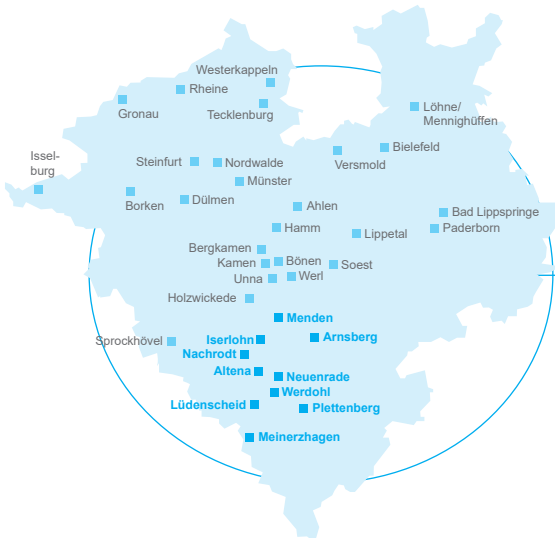 Westerkappeln
Rheine
Gronau
Tecklenburg
Löhne/
Mennighüffen
Bielefeld
Versmold
Steinfurt
Nordwalde
Issel-
burg
Münster
Borken
Dülmen
Ahlen
Bad Lippspringe
Paderborn
Hamm
Lippetal
Bergkamen
Kamen
Bönen
Soest
Unna
Werl
Holzwickede
Menden
Sprockhövel
Iserlohn
Arnsberg
Nachrodt
Altena
Neuenrade
Werdohl
Lüdenscheid
Plettenberg
Meinerzhagen